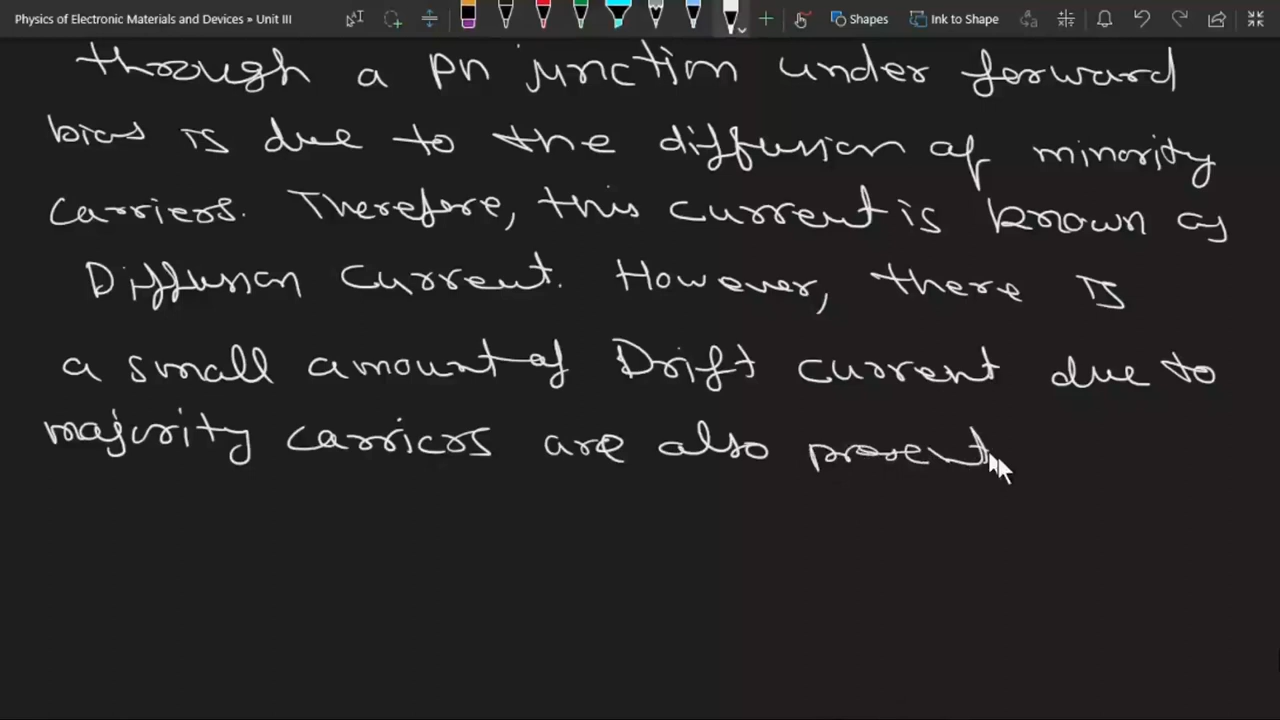 Physics of Electronic Materials and Devices » Unit III
Shapes
Ink to Shape
through a pn junction under forward
bias is due to the diffusion of minority
carriers. Therefore, this current is known as
Diffusion current. However, there is
a small amount of Drift current due to
majority carriers are also present